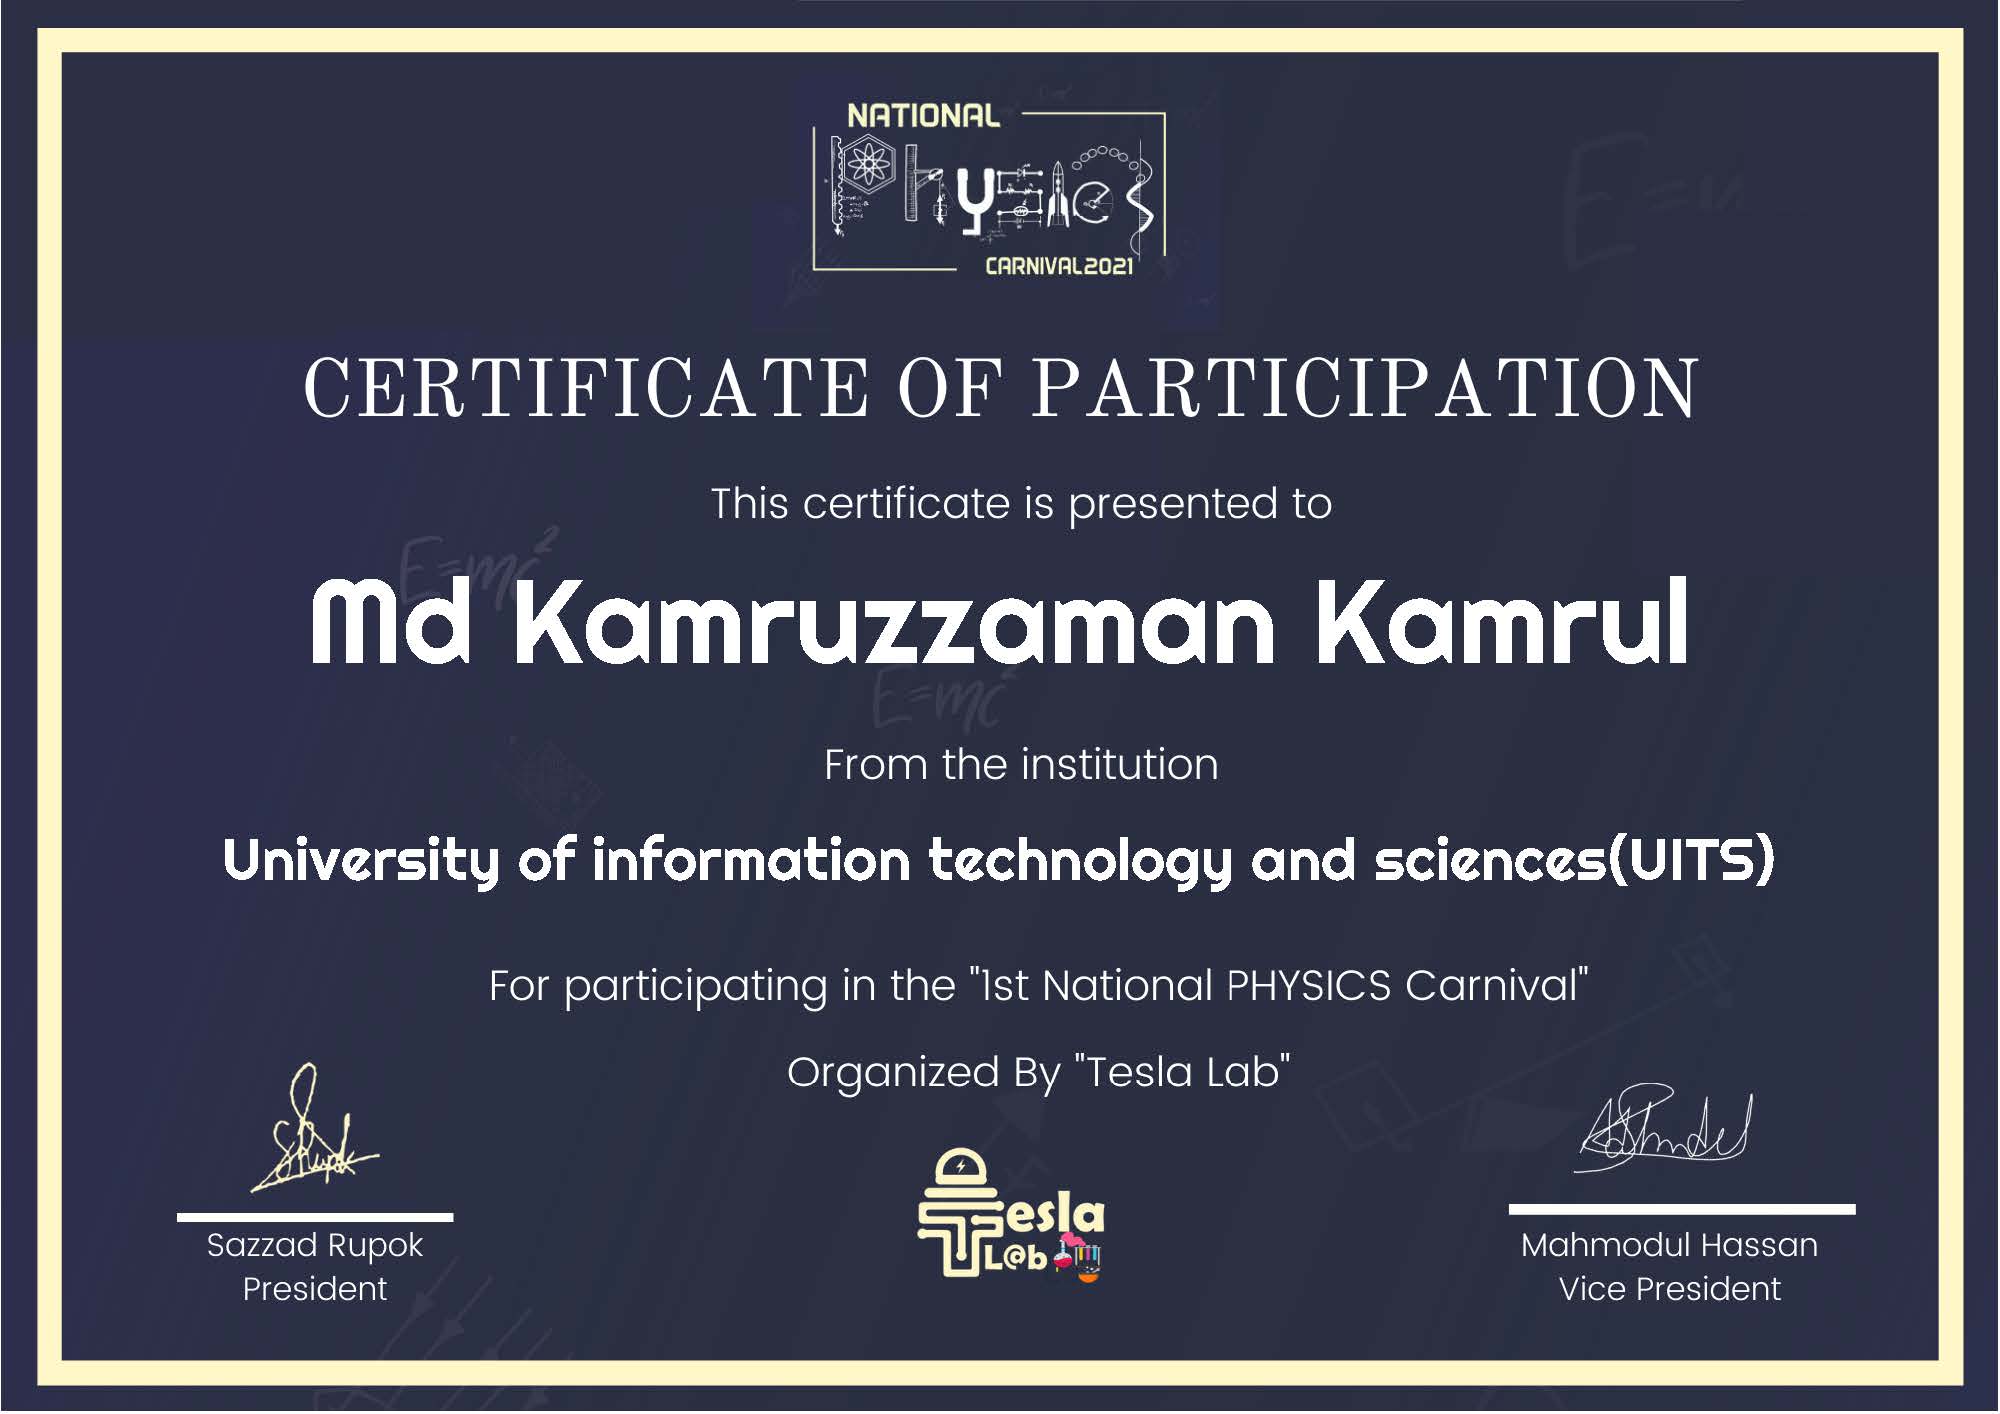 NATIONAL
Physics
CARNIVAL2021
CERTIFICATE OF PARTICIPATION
This certificate is presented to
E=mc²
Md Kamruzzaman Kamrul
E=mc²
From the institution
University of information technology and sciences(UITS)
For participating in the "1st National PHYSICS Carnival"
Organized By "Tesla Lab"
Tesla
L@b
Sazzad Rupok
President
Mahmodul Hassan
Vice President